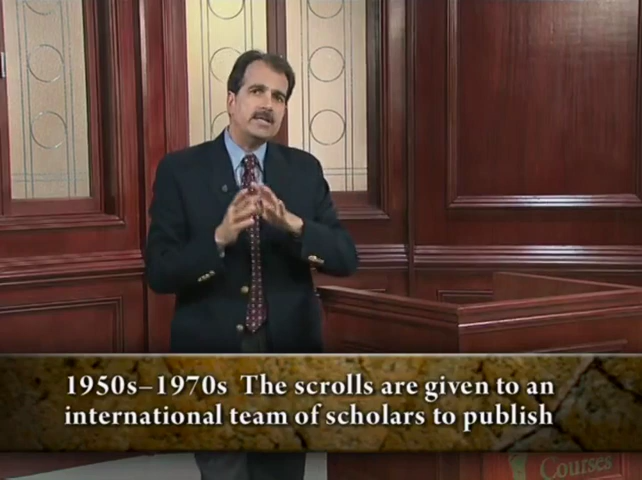 1950s–1970s The scrolls are given to an
international team of scholars to publish
Courses